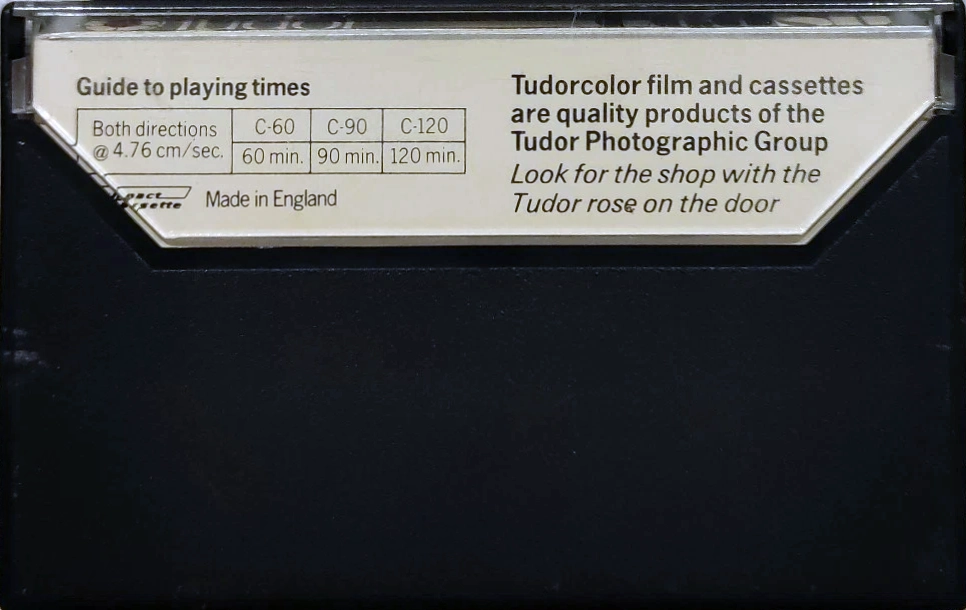 Guide to playing times
Both directions @ 4.76 cm/sec. C-60 C-90 C-120
60 min. 90 min. 120 min.
Made in England
Tudorcolor film and cassettes
are quality products of the
Tudor Photographic Group
Look for the shop with the
Tudor rose on the door